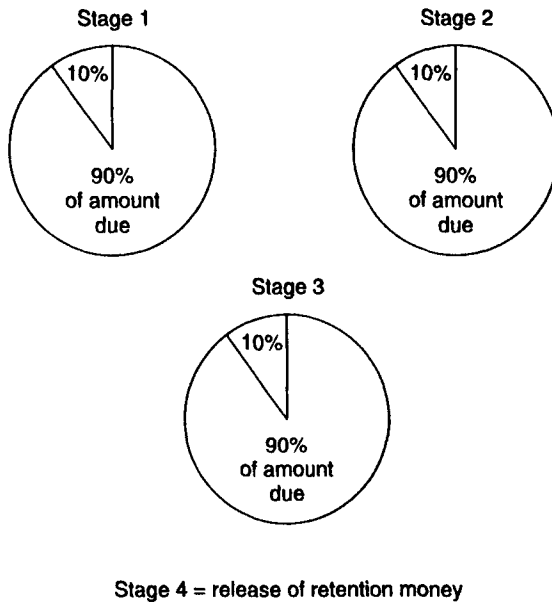 Stage 1
10%
90%
of amount
due
Stage 2
10%
90%
of amount
due
Stage 3
10%
90%
of amount
due
Stage 4 = release of retention money